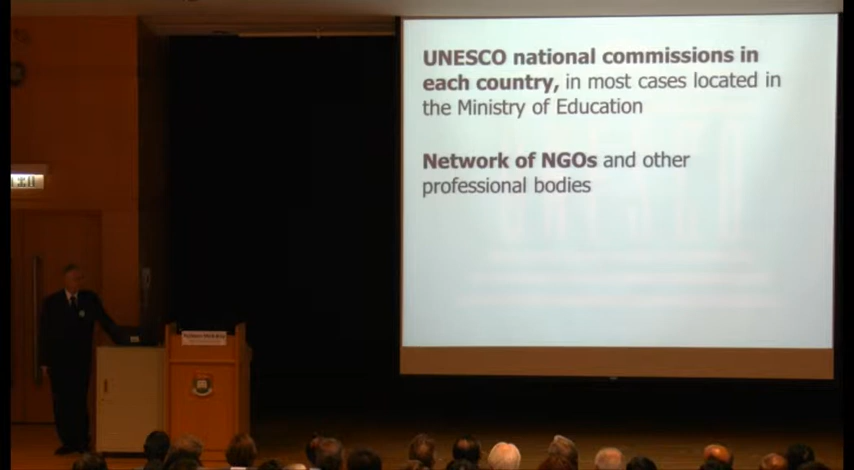 UNESCO national commissions in
each country, in most cases located in
the Ministry of Education
Network of NGOs and other
professional bodies